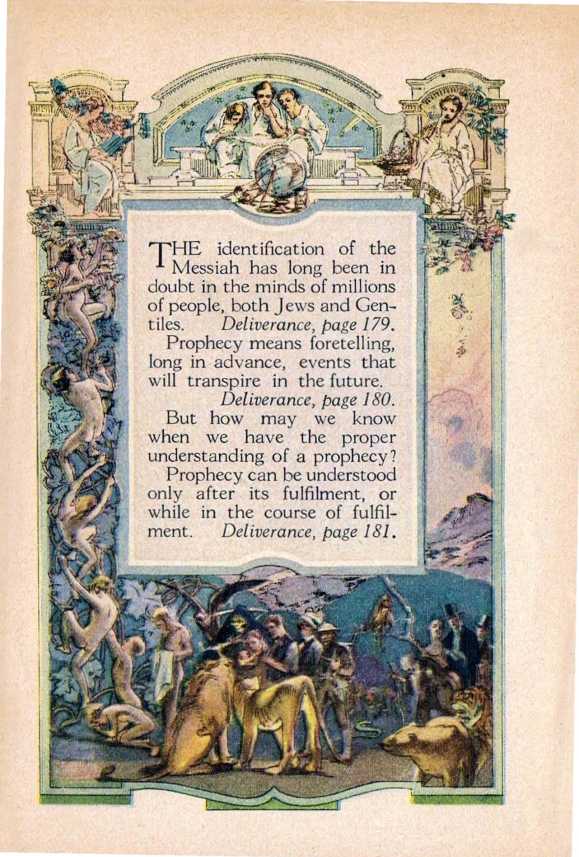 THE identification of the
Messiah has long been in
doubt in the minds of millions
of people, both Jews and Gen-
tiles. Deliverance, page 179.
Prophecy means foretelling,
long in advance, events that
will transpire in the future.
Deliverance, page 180.
But how may we know
when we have the proper
understanding of a prophecy?
Prophecy can be understood
only after its fulfilment, or
while in the course of fulfil-
ment. Deliverance, page 181.